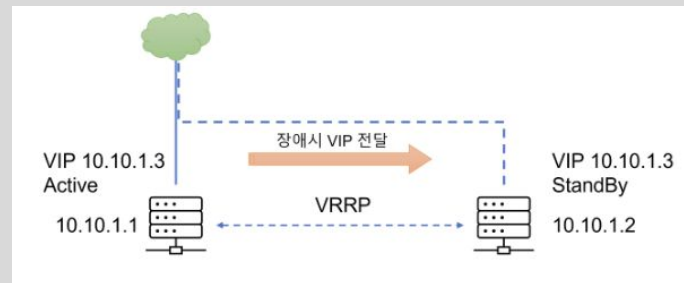 장애시 VIP 전달
VIP 10.10.1.3
Active
VIP 10.10.1.3
StandBy
VRRP
10.10.1.1
10.10.1.2